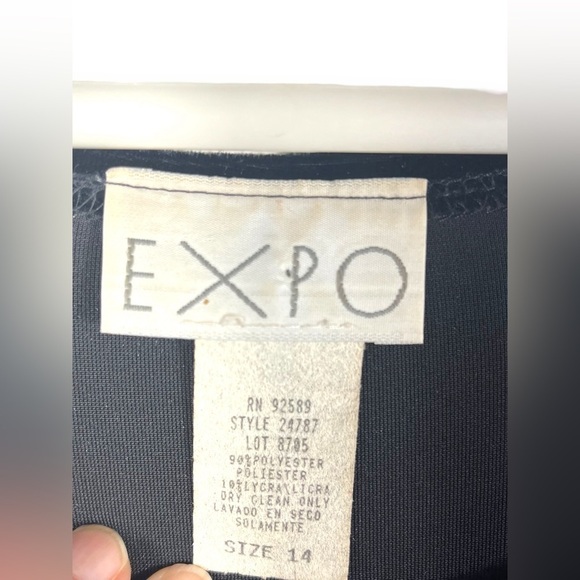 EXPO
RN 92589
STYLE 24787
LOT 8705
90%POLYESTER
POLIESTER
10%LYCRA\LICRA
DRY CLEAN ONLY
LAVADO EN SECO
SOLAMENTE
SIZE 14